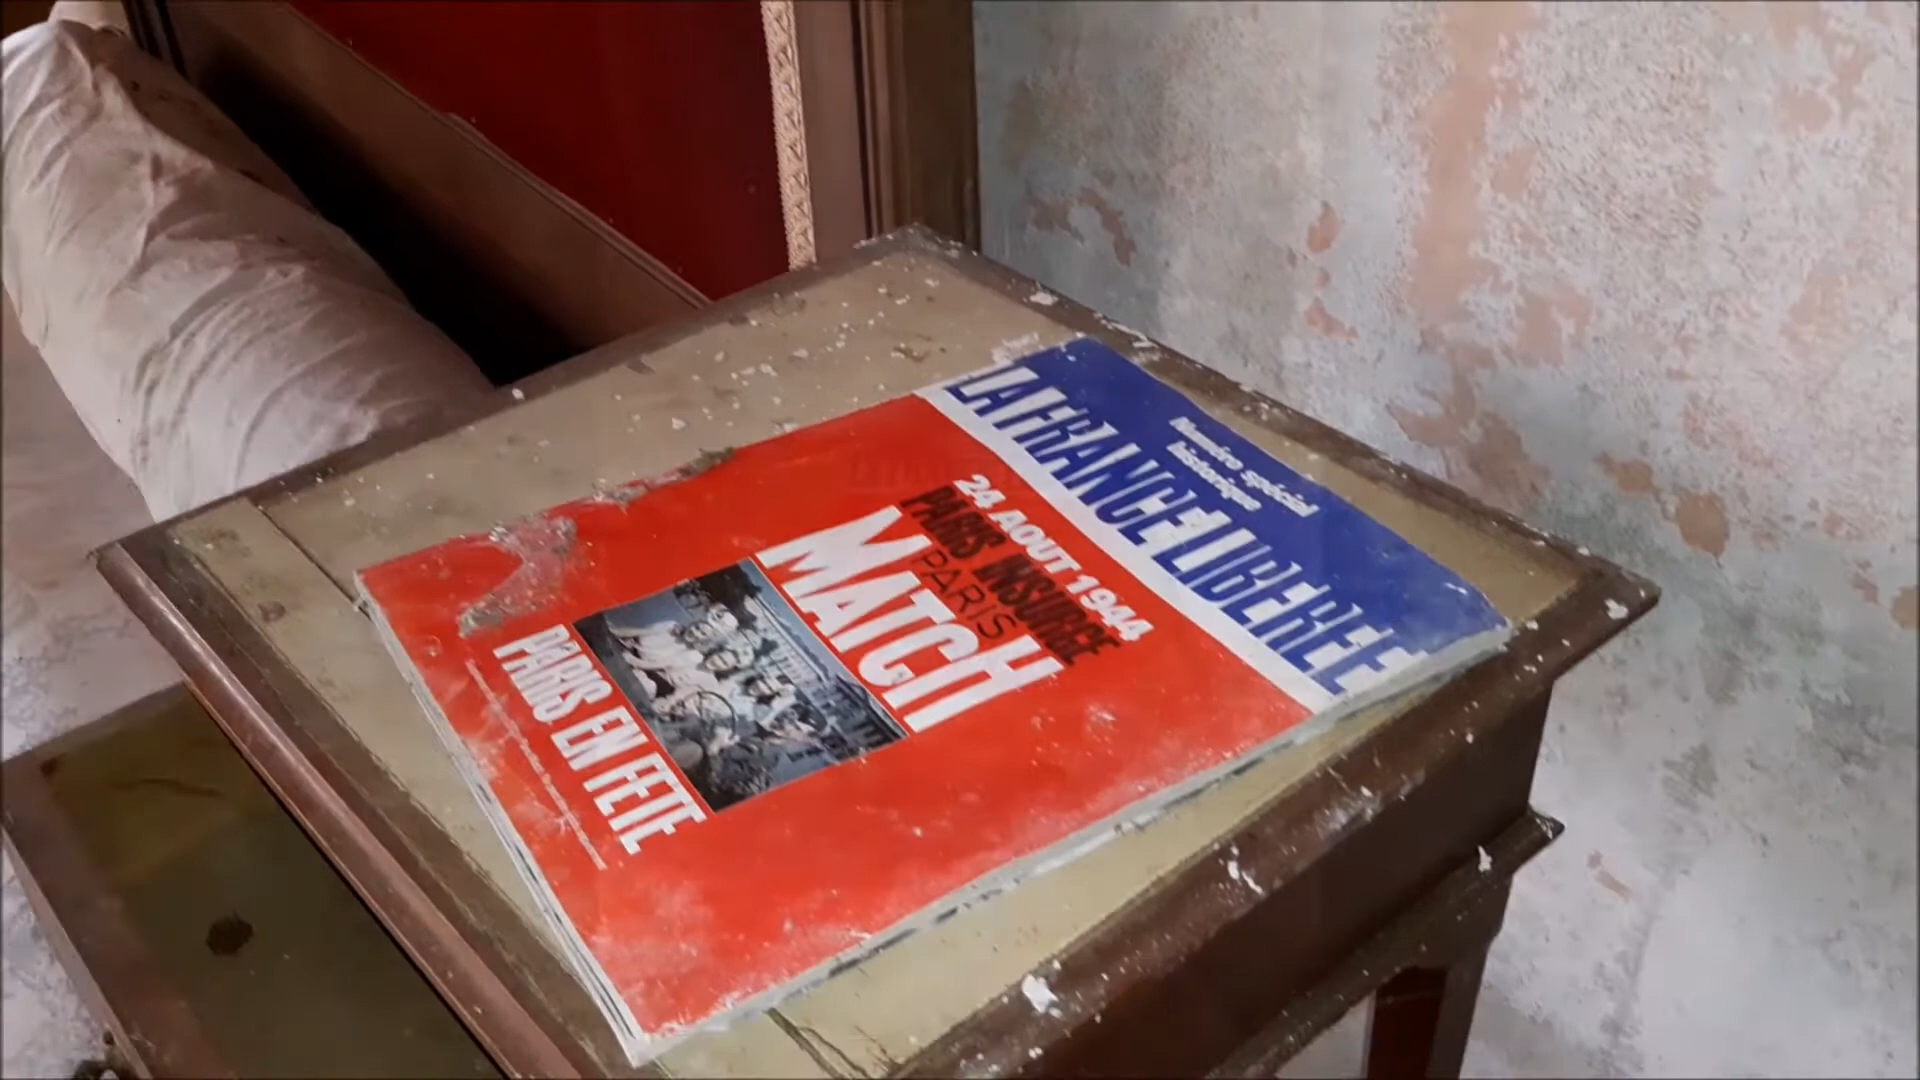 Numéro spécial
historique
LA FRANCE LIBÉRÉE
24 AOUT 1944
PARIS INSURGÉ
PARIS
MATCH
PARIS EN FÊTE